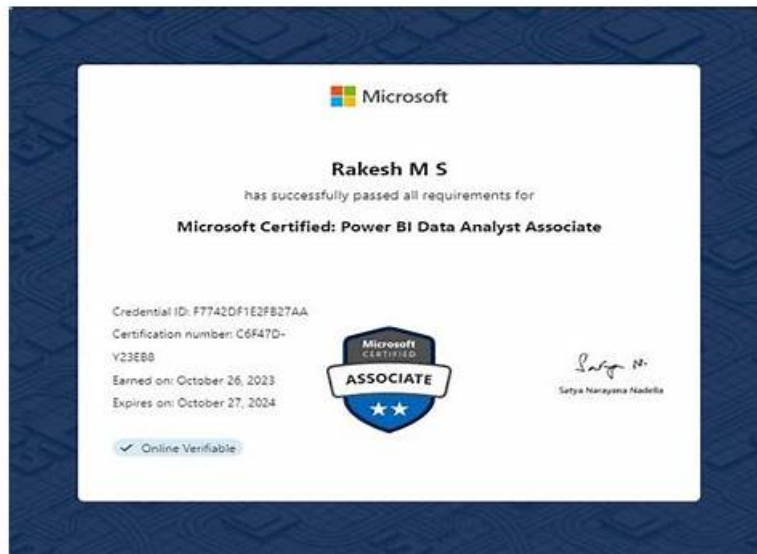 Microsoft
Rakesh M S
has successfully passed all requirements for
Microsoft Certified: Power BI Data Analyst Associate
Credential ID: F7742DF1E2FB27AA
Certification number: C6F47D-
Y23EB8
Earned on: October 26, 2023
Expires on: October 27, 2024
✓ Online Verifiable
Microsoft
CERTIFIED
ASSOCIATE
Satya N.
Satya Narayana Nadella